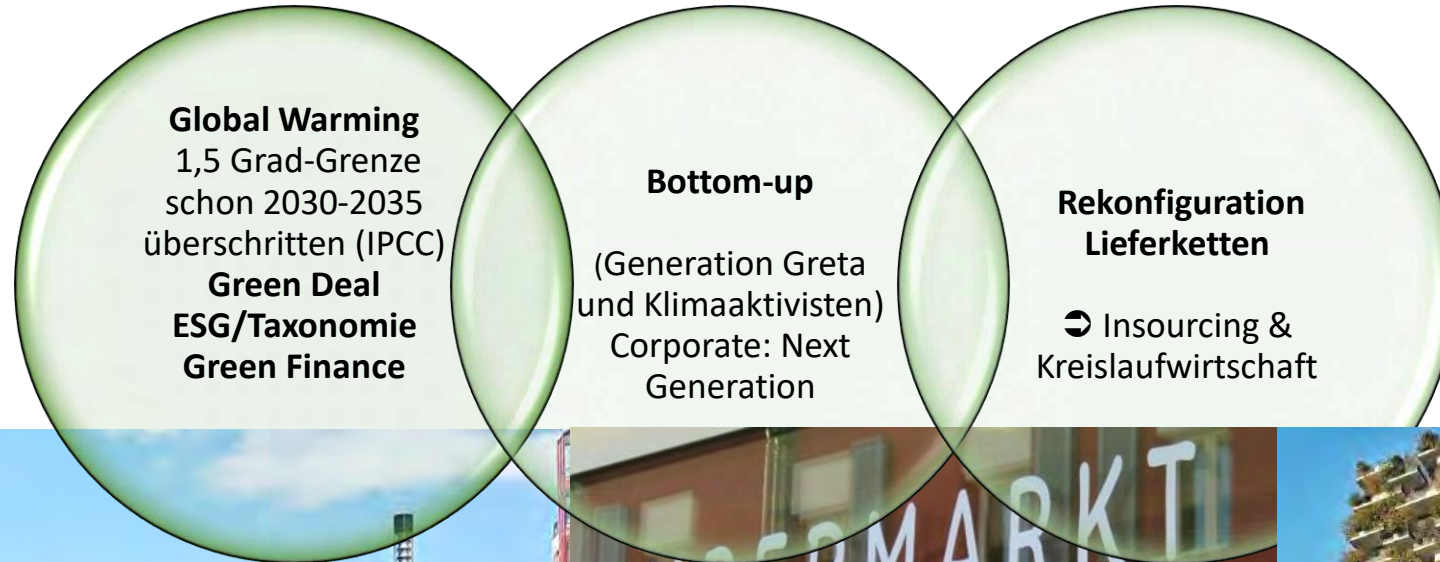 Global Warming
1,5 Grad-Grenze
schon 2030-2035
überschritten (IPCC)
Green Deal
ESG/Taxonomie
Green Finance
Bottom-up
(Generation Greta
und Klimaaktivisten)
Corporate: Next
Generation
Rekonfiguration
Lieferketten
➲ Insourcing &
Kreislaufwirtschaft